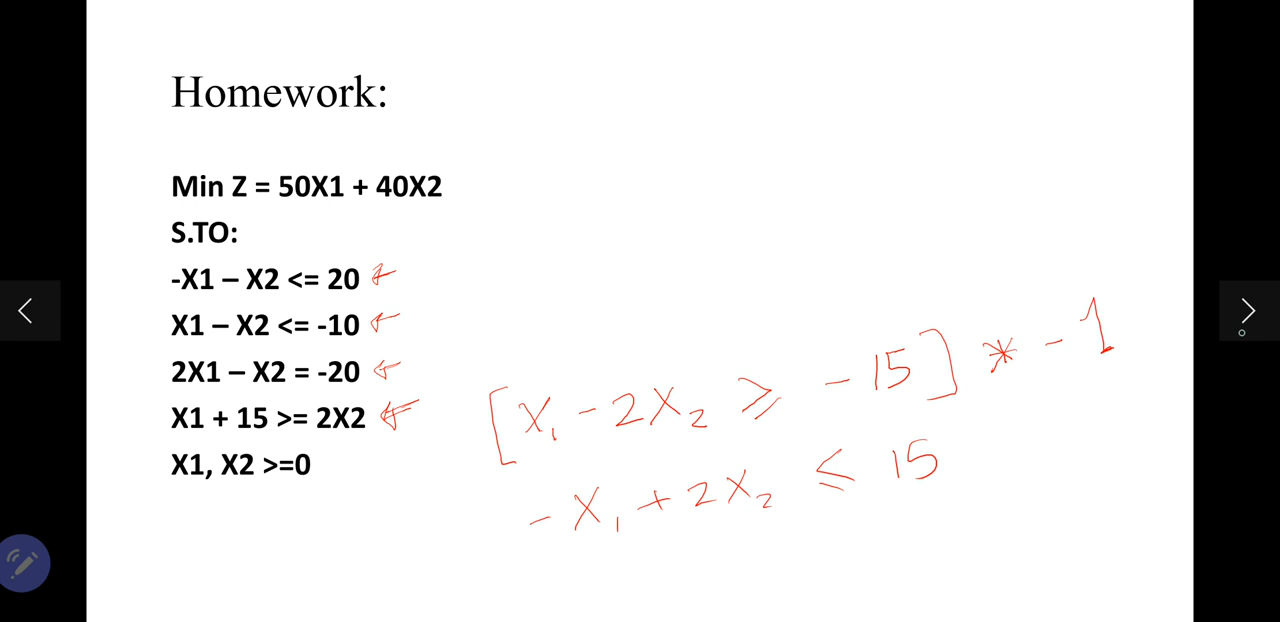 Homework:
Min Z = 50X1 + 40X2
S.TO:
-X1 – X2 <= 20
X1 – X2 <= -10
2X1 – X2 = -20
X1 + 15 >= 2X2
X1, X2 >=0
[X₁ - 2X₂ ≥ - 15] * - 1
- X₁ + 2X₂ ≤ 15